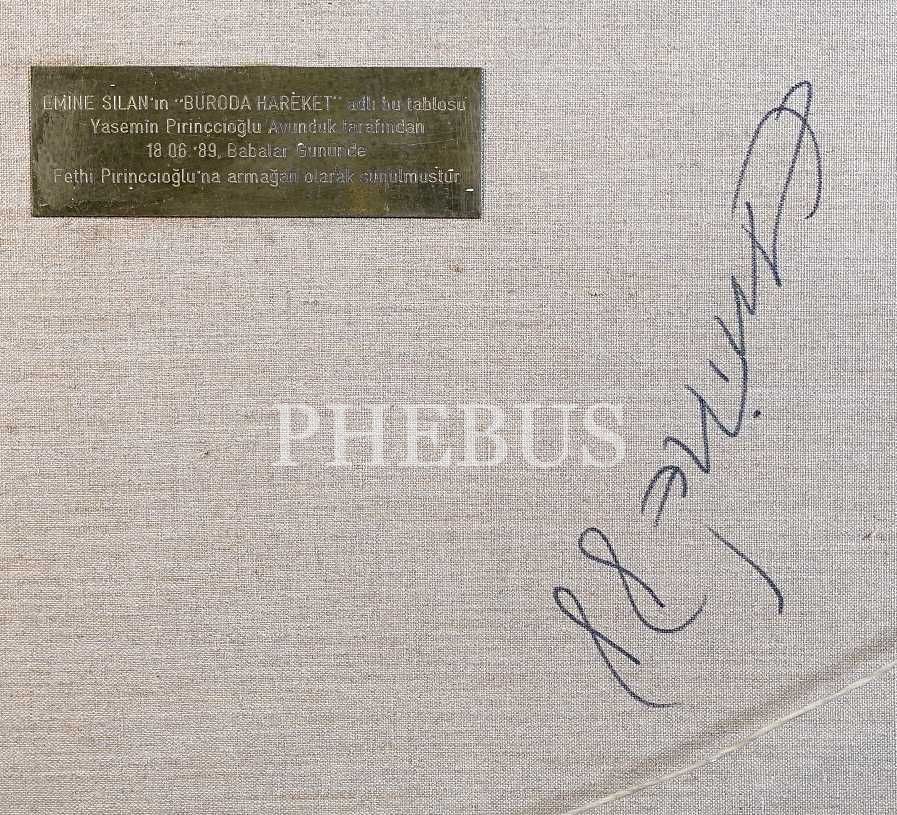 EMİNE SILAN'ın "BURODA HAREKET" adlı bu tablosu
Yasemin Pirinççioğlu Avunduk tarafından
18.06.'89, Babalar Gününde
Fethi Pirinççioğlu'na armağan olarak sunulmuştur
PHEBUS